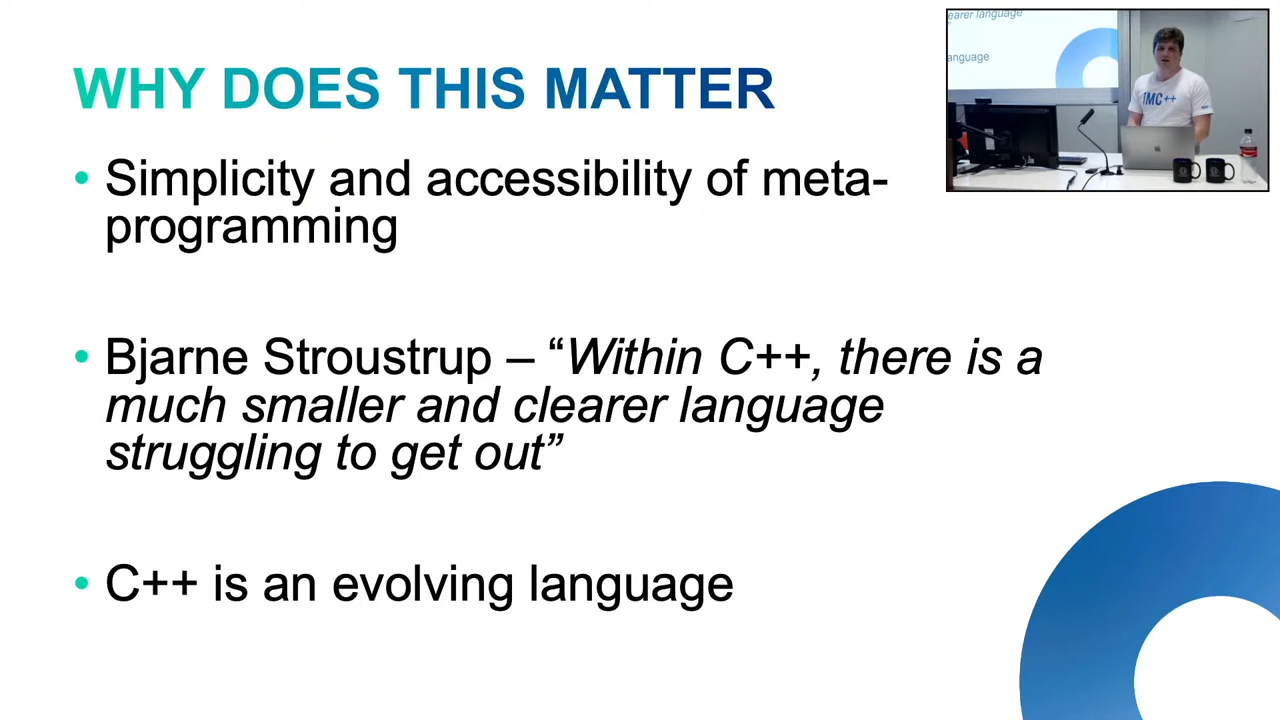 WHY DOES THIS MATTER
• Simplicity and accessibility of meta-
programming
• Bjarne Stroustrup – “Within C++, there is a
much smaller and clearer language
struggling to get out”
• C++ is an evolving language
earer language
anguage
IMC++